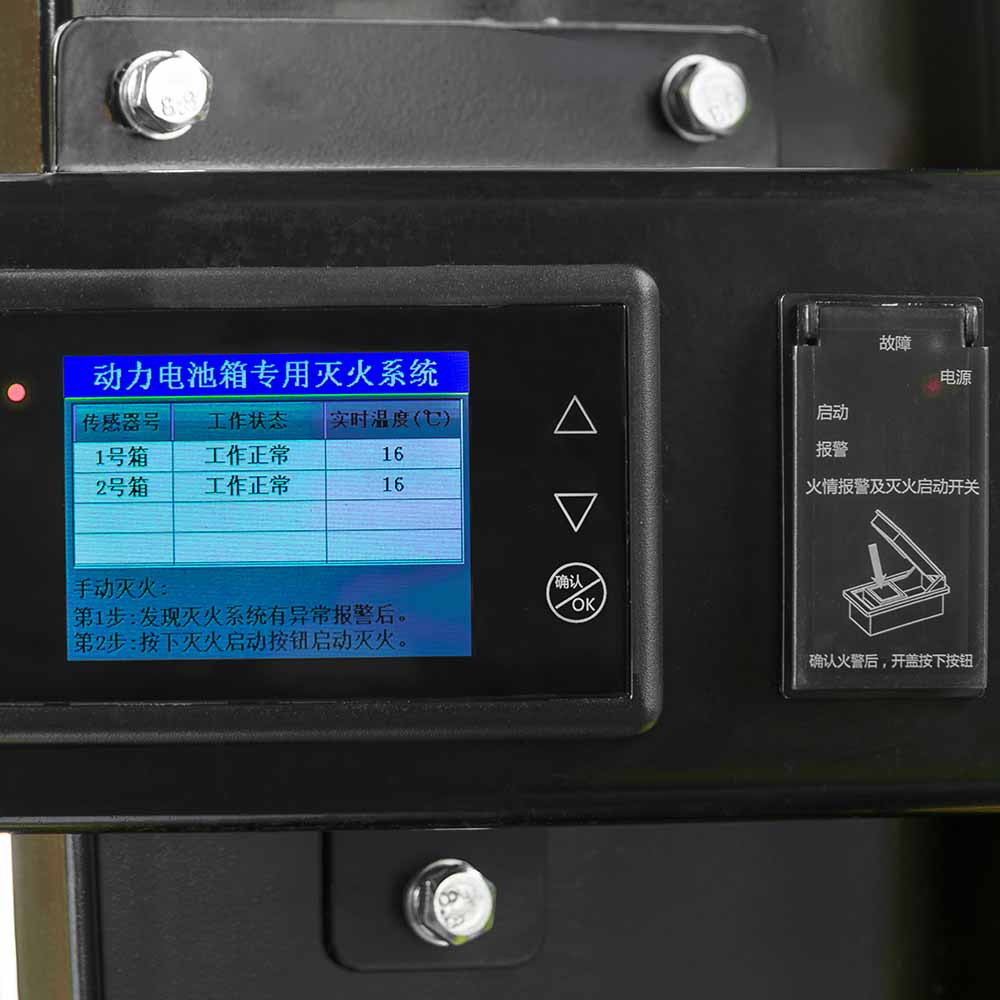 8.8
8.8
动力电池箱专用灭火系统
传感器号 工作状态 实时温度(℃)
1号箱 工作正常 16
2号箱 工作正常 16
手动灭火:
第1步:发现灭火系统有异常报警后。
第2步:按下灭火启动按钮启动灭火。
确认/OK
故障
电源
启动
报警
火情报警及灭火启动开关
确认火警后，开盖按下按钮
8.8